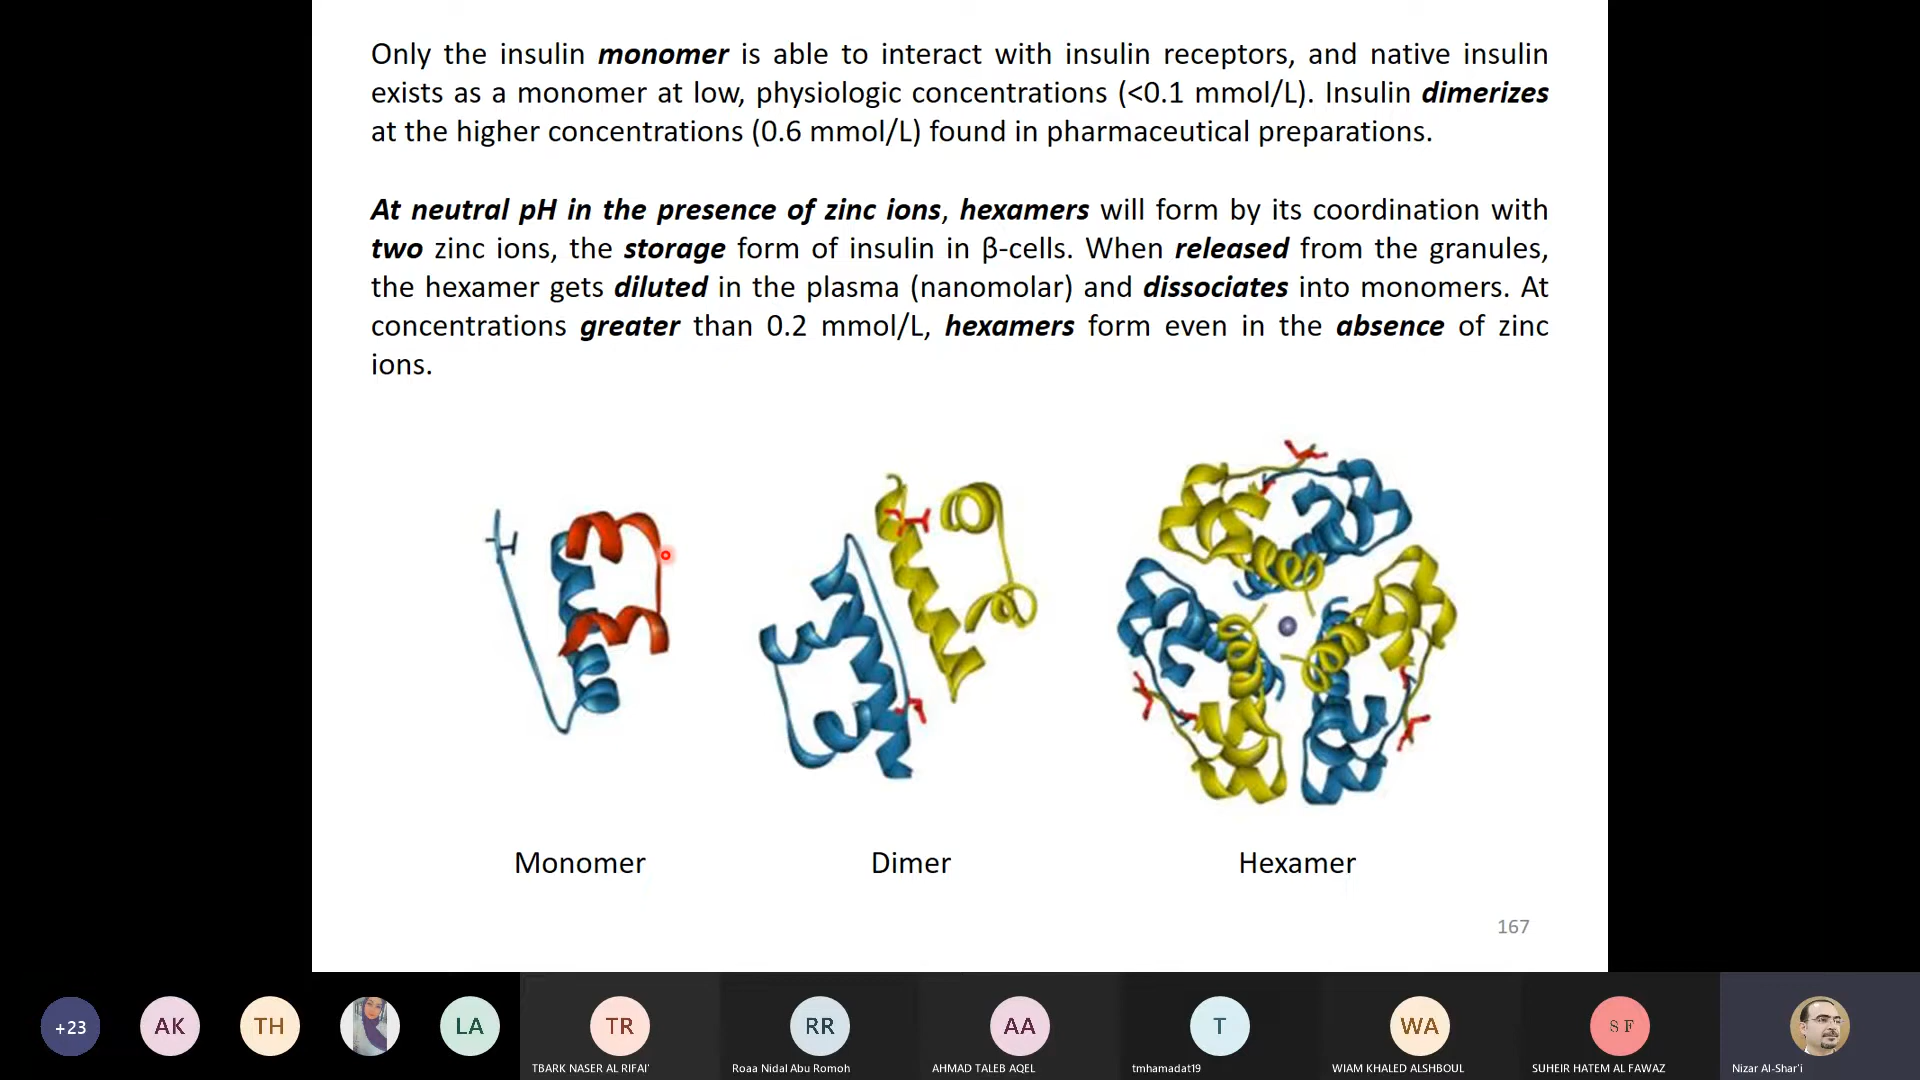 Only the insulin monomer is able to interact with insulin receptors, and native insulin
exists as a monomer at low, physiologic concentrations (<0.1 mmol/L). Insulin dimerizes
at the higher concentrations (0.6 mmol/L) found in pharmaceutical preparations.
At neutral pH in the presence of zinc ions, hexamers will form by its coordination with
two zinc ions, the storage form of insulin in β-cells. When released from the granules,
the hexamer gets diluted in the plasma (nanomolar) and dissociates into monomers. At
concentrations greater than 0.2 mmol/L, hexamers form even in the absence of zinc
ions.
Monomer Dimer Hexamer
167
+23 AK TH LA TR RR AA T WA S F
TBARK NASER AL RIFAI' Roaa Nidal Abu Romoh AHMAD TALEB AQEL tmhamadat19 WIAM KHALED ALSHBOUL SUHEIR HATEM AL FAWAZ Nizar Al-Shar'i